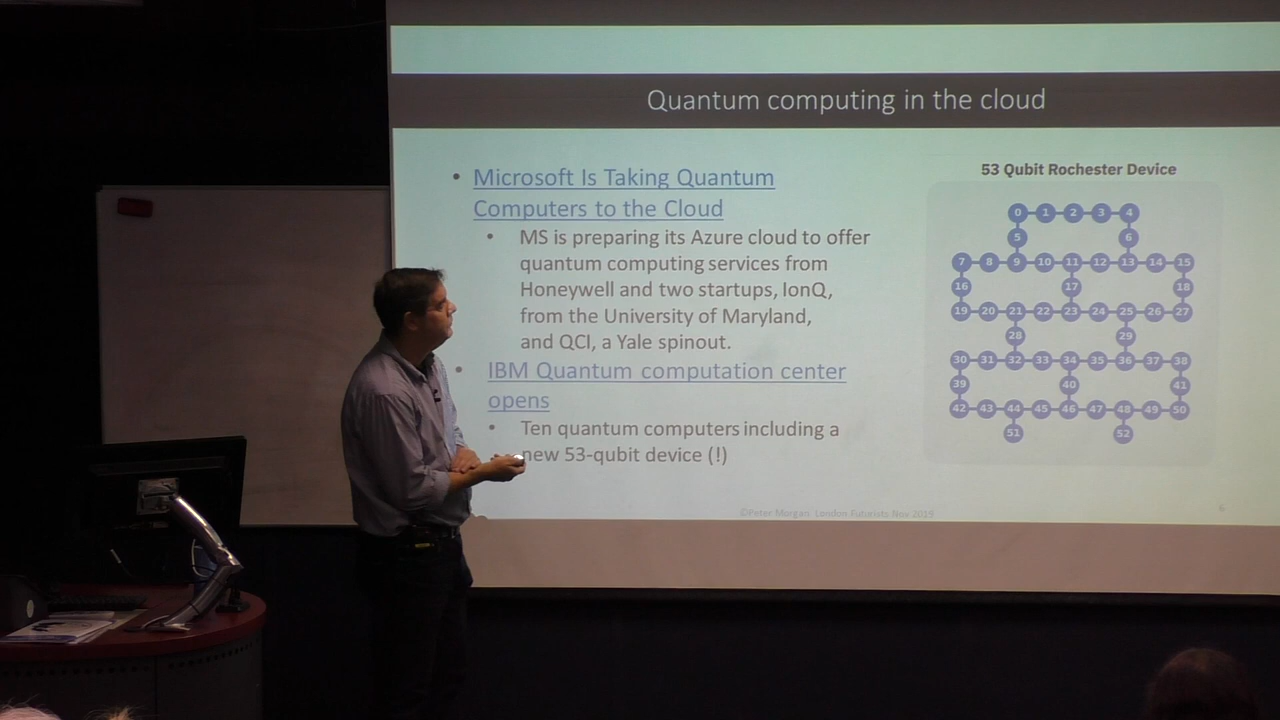 Quantum computing in the cloud
• Microsoft Is Taking Quantum
Computers to the Cloud
• MS is preparing its Azure cloud to offer
quantum computing services from
Honeywell and two startups, IonQ,
from the University of Maryland,
and QCI, a Yale spinout.
• IBM Quantum computation center
opens
• Ten quantum computers including a
new 53-qubit device (!)
53 Qubit Rochester Device
0 1 2 3 4
5 6
7 8 9 10 11 12 13 14 15
16 17 18
19 20 21 22 23 24 25 26 27
28 29
30 31 32 33 34 35 36 37 38
39 40 41
42 43 44 45 46 47 48 49 50
51 52
©Peter Morgan London Futurists Nov 2019
6